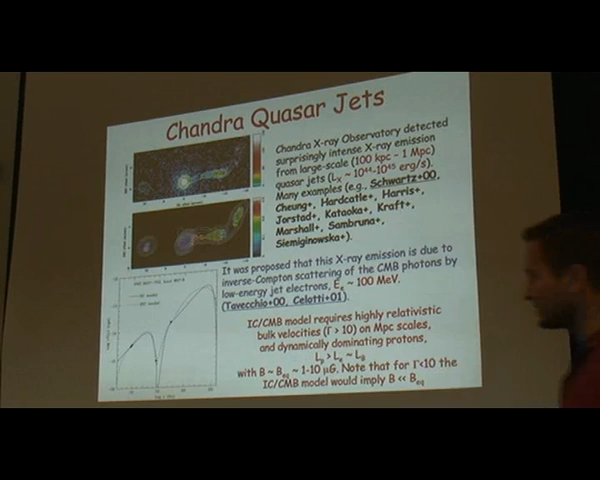 Chandra Quasar Jets
Chandra X-ray Observatory detected
surprisingly intense X-ray emission
from large-scale (100 kpc - 1 Mpc)
quasar jets (Lx ~ 10⁴⁴-10⁴⁵ erg/s).
Many examples (e.g., Schwartz+00,
Cheung+, Hardcatle+, Harris+,
Jorstad+, Kataoka+, Kraft+,
Marshall+, Sambruna+,
Siemiginowska+).
It was proposed that this X-ray emission is due to
inverse-Compton scattering of the CMB photons by
low-energy jet electrons, Ee ~ 100 MeV.
(Tavecchio+00, Celotti+01).
IC/CMB model requires highly relativistic
bulk velocities (Γ > 10) on Mpc scales,
and dynamically dominating protons,
with B ~ Beq ~ 1-10 μG. Note that for Γ<10 the
IC/CMB model would imply B << Beq